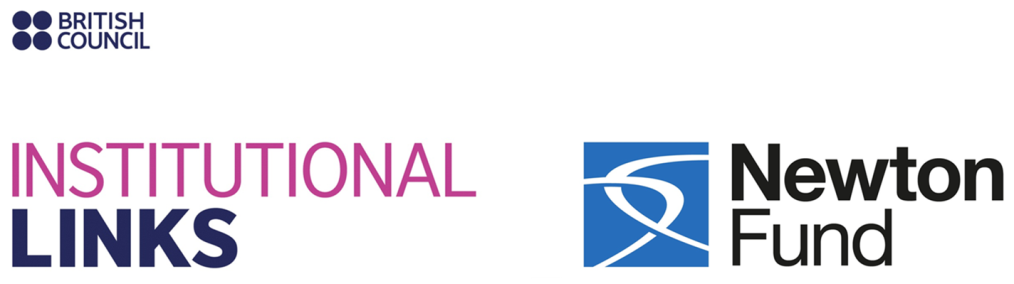 BRITISH
COUNCIL
INSTITUTIONAL
LINKS
Newton
Fund